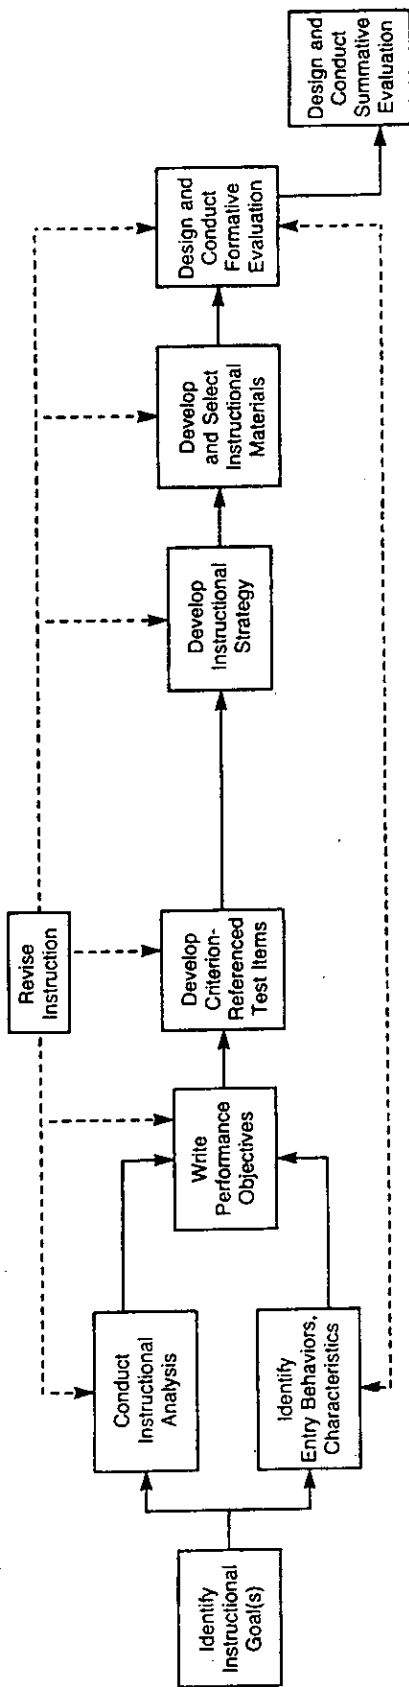 Identify
Instructional
Goal(s)
Conduct
Instructional
Analysis
Identify
Entry Behaviors,
Characteristics
Write
Performance
Objectives
Revise
Instruction
Develop
Criterion-
Referenced
Test Items
Develop
Instructional
Strategy
Develop
and Select
Instructional
Materials
Design and
Conduct
Formative
Evaluation
Design and
Conduct
Summative
Evaluation